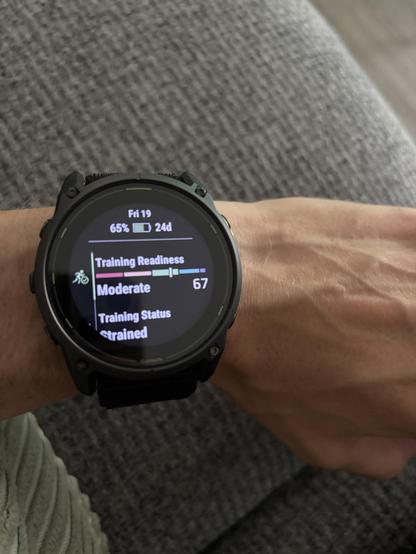 Fri 19
65% 24d
Training Readiness
Moderate 67
Training Status
Strained